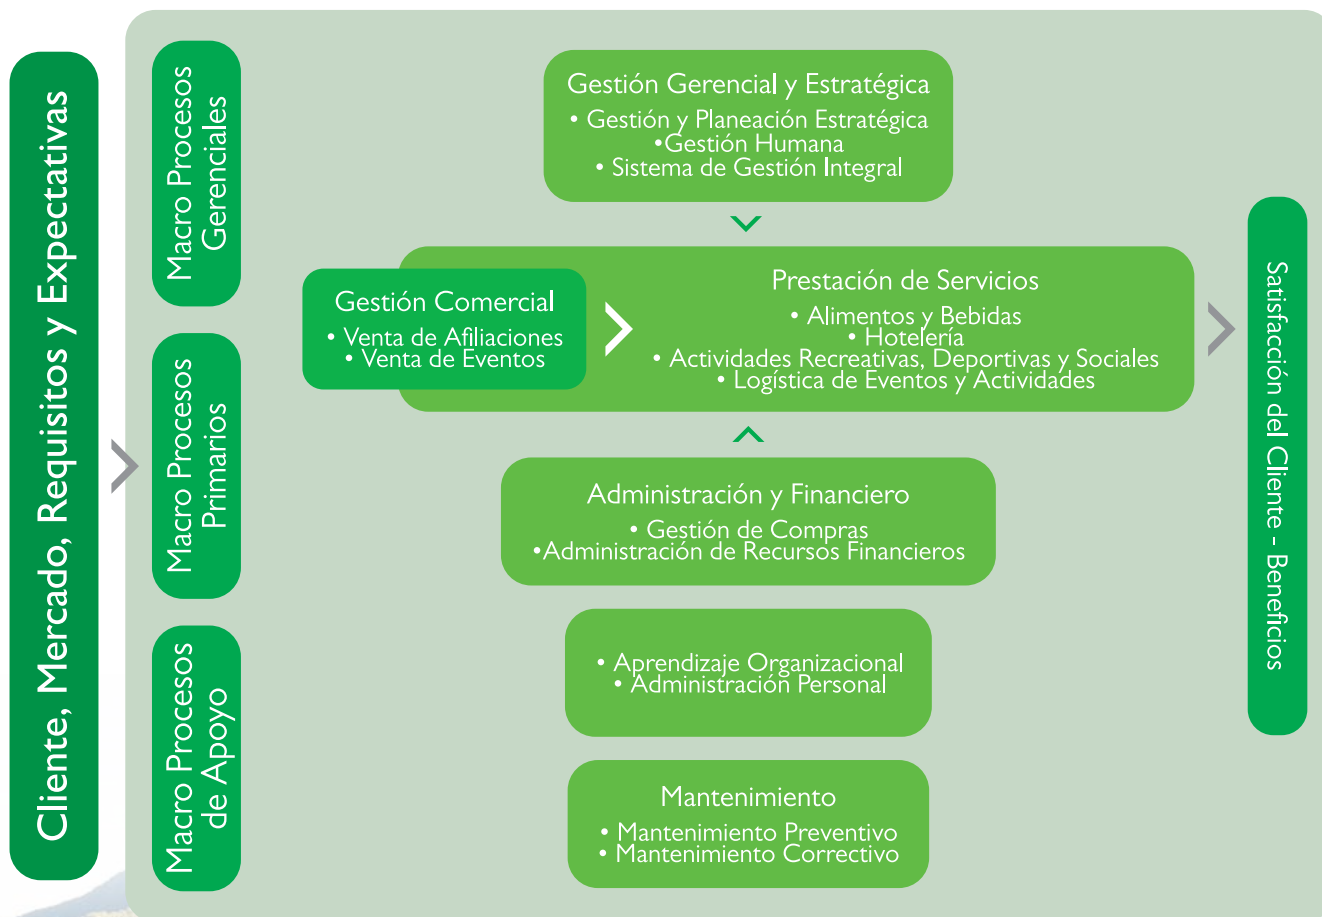 Cliente, Mercado, Requisitos y Expectativas
Macro Procesos
Gerenciales
Macro Procesos
Primarios
Macro Procesos
de Apoyo
Gestión Gerencial y Estratégica
• Gestión y Planeación Estratégica
•Gestión Humana
• Sistema de Gestión Integral
Gestión Comercial
• Venta de Afiliaciones
• Venta de Eventos
Prestación de Servicios
• Alimentos y Bebidas
• Hotelería
• Actividades Recreativas, Deportivas y Sociales
• Logística de Eventos y Actividades
Administración y Financiero
• Gestión de Compras
•Administración de Recursos Financieros
• Aprendizaje Organizacional
• Administración Personal
Mantenimiento
• Mantenimiento Preventivo
• Mantenimiento Correctivo
Satisfacción del Cliente - Beneficios